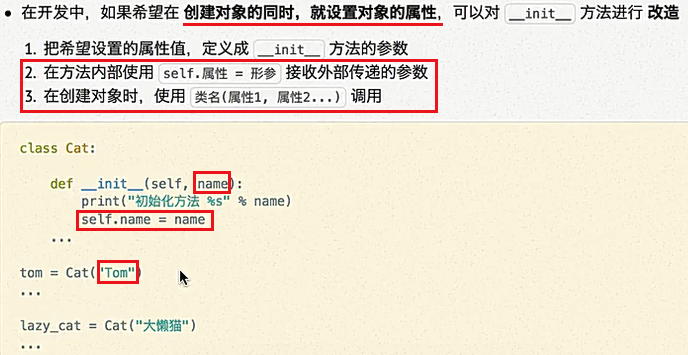 • 在开发中，如果希望在 创建对象的同时，就设置对象的属性，可以对 __init__ 方法进行 改造
1. 把希望设置的属性值，定义成 __init__ 方法的参数
2. 在方法内部使用 self.属性 = 形参 接收外部传递的参数
3. 在创建对象时，使用 类名(属性1, 属性2...) 调用
class Cat:
    def __init__(self, name):
        print("初始化方法 %s" % name)
        self.name = name
    ...
tom = Cat("Tom")
...
lazy_cat = Cat("大懒猫")
...